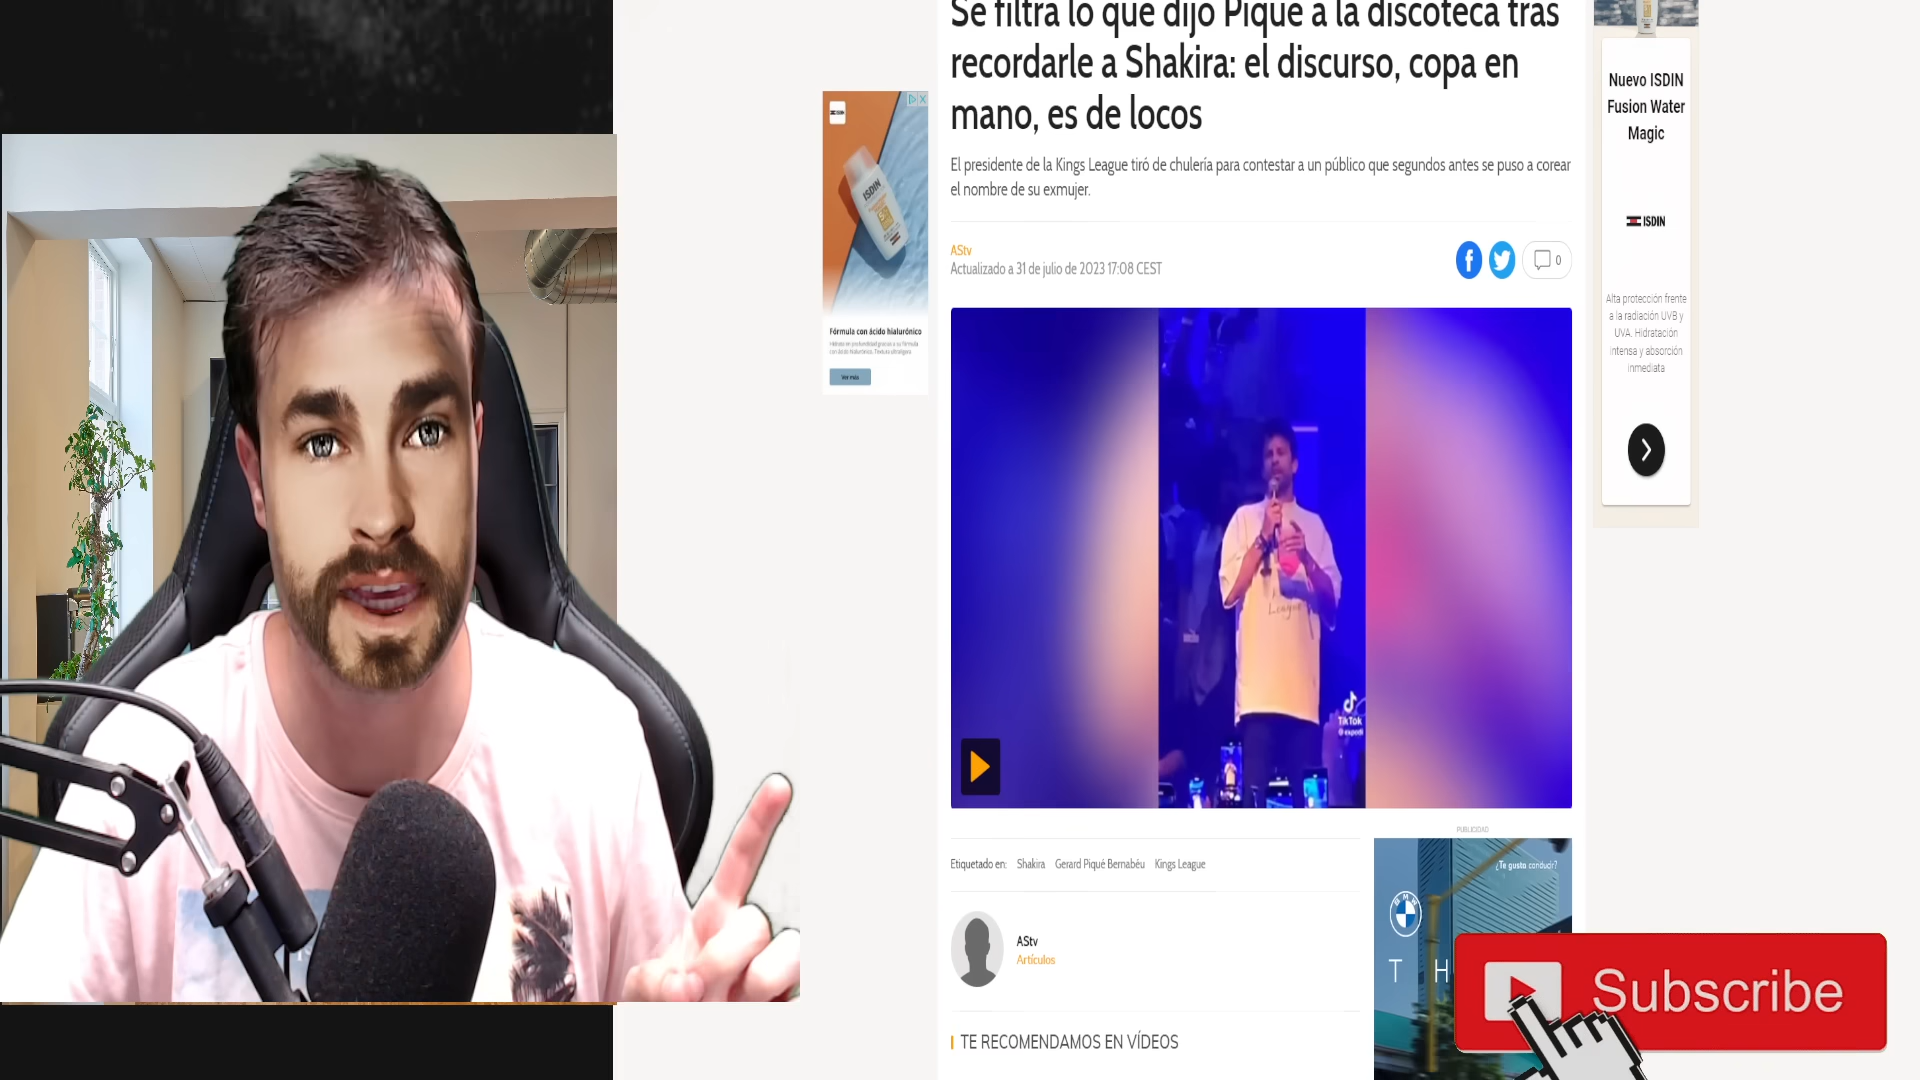 Se filtra lo que dijo Piqué a la discoteca tras
recordarle a Shakira: el discurso, copa en
mano, es de locos
El presidente de la Kings League tiró de chulería para contestar a un público que segundos antes se puso a corear
el nombre de su exmujer.
AStv
Actualizado a 31 de julio de 2023 17:08 CEST
0
ISDIN
Fórmula con ácido hialurónico
Ver más
Nuevo ISDIN
Fusion Water
Magic
ISDIN
Alta protección frente
a la radiación UVB y
UVA. Hidratación
intensa y absorción
inmediata
League
TikTok
PUBLICIDAD
Etiquetado en: Shakira Gerard Piqué Bernabéu Kings League
AStv
Artículos
¿Te gusta conducir?
BMW
T H
TE RECOMENDAMOS EN VÍDEOS
Subscribe